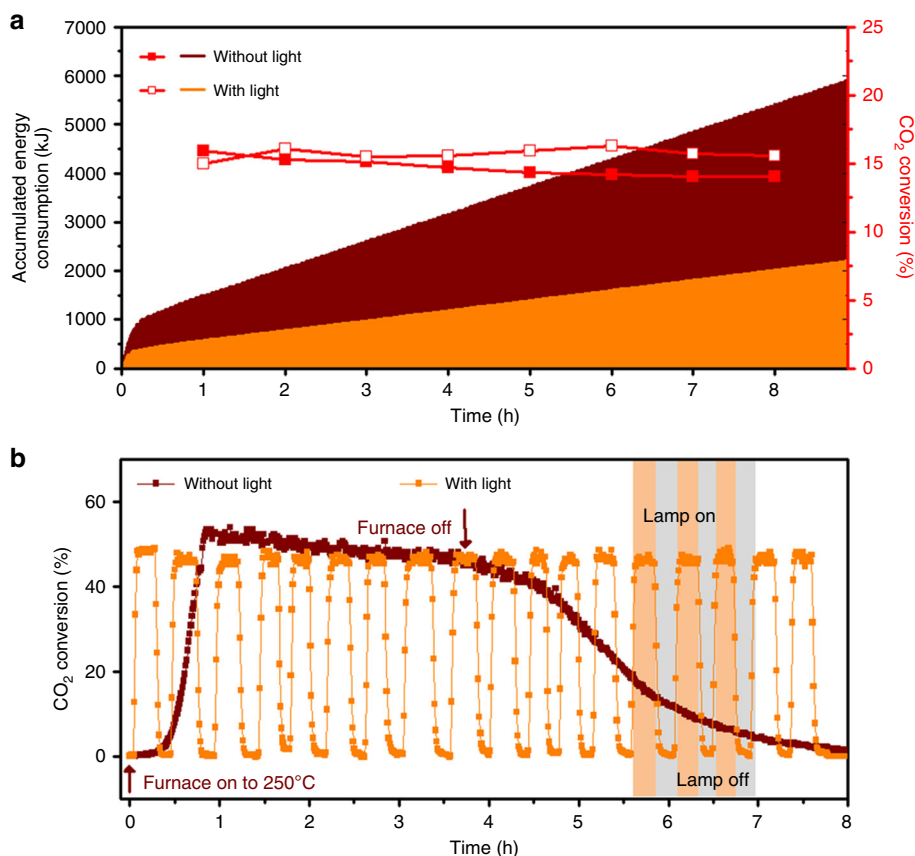 a
7000
6000
5000
4000
3000
2000
1000
0
Accumulated energy
consumption (kJ)
Without light
With light
25
20
15
10
5
0
CO₂ conversion (%)
0 1 2 3 4 5 6 7 8
Time (h)
b
60
40
20
0
CO₂ conversion (%)
Without light
With light
Furnace off
Lamp on
Furnace on to 250°C
Lamp off
0 1 2 3 4 5 6 7 8
Time (h)